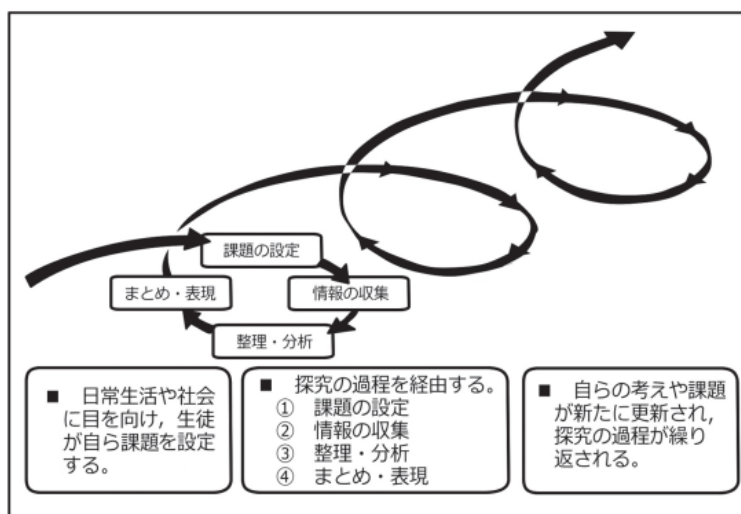 課題の設定
まとめ・表現
情報の収集
整理・分析
■ 日常生活や社会
に目を向け，生徒
が自ら課題を設定
する。
■ 探究の過程を経由する。
① 課題の設定
② 情報の収集
③ 整理・分析
④ まとめ・表現
■ 自らの考えや課題
が新たに更新され，
探究の過程が繰り
返される。